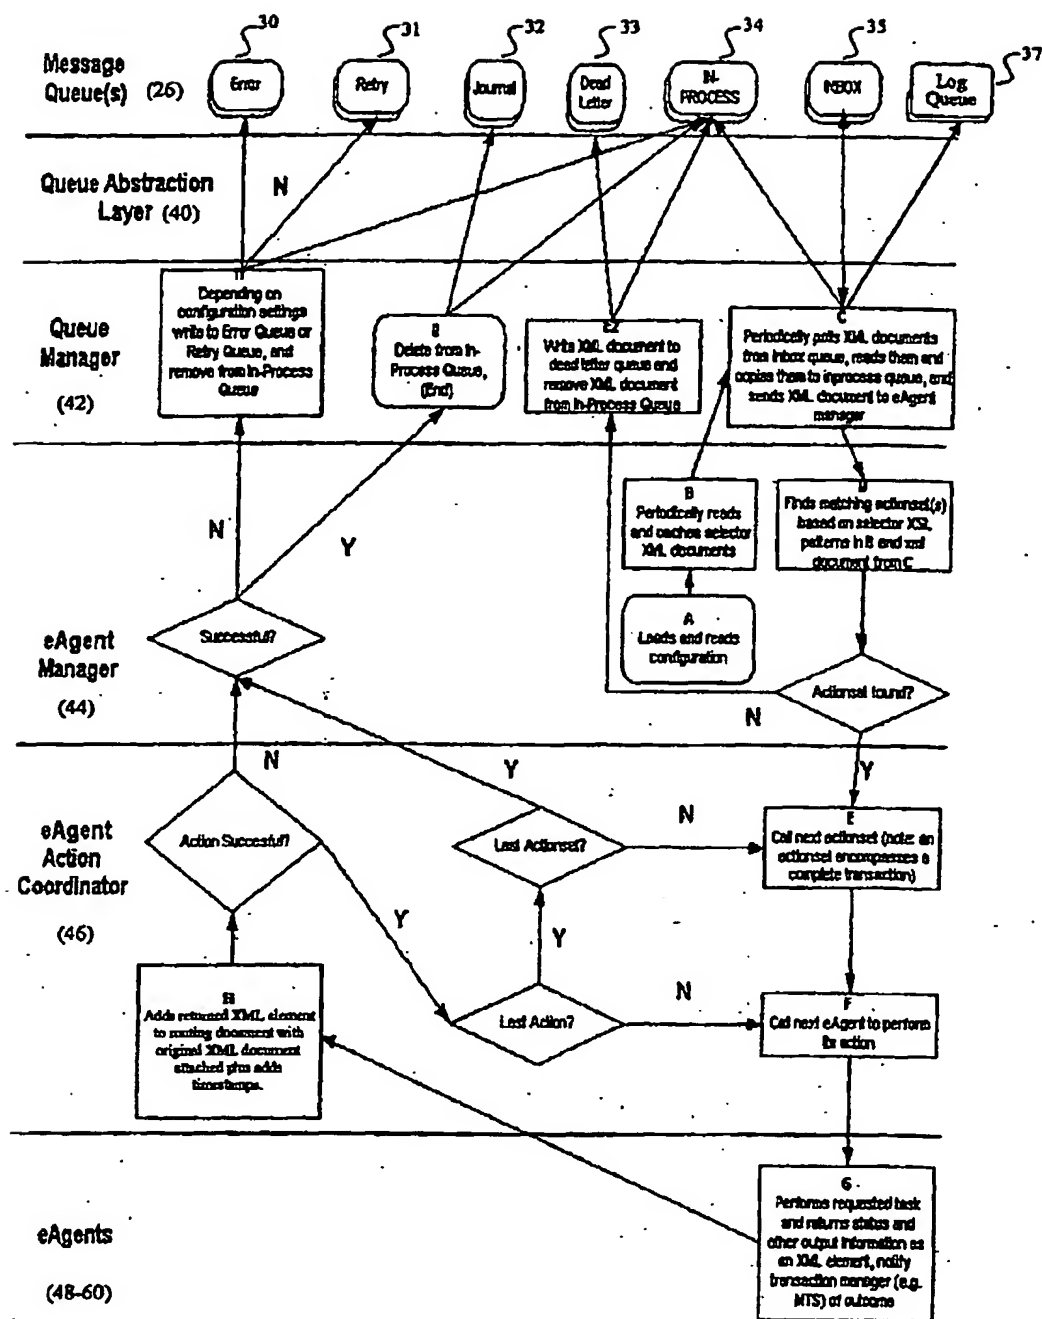 30
31
32
33
34
35
37
Message
Queue(s) (26)
Error
Retry
Journal
Dead
Letter
IN-
PROCESS
INBOX
Log
Queue
Queue Abstraction
Layer (40)
N
Queue
Manager
(42)
Depending on
configuration settings
write to Error Queue or
Retry Queue, and
remove from In-Process
Queue
Delete from In-
Process Queue,
(End)
E2
Write XML document to
dead letter queue and
remove XML document
from In-Process Queue
C
Periodically polls XML documents
from Inbox queue, reads them and
copies them to inprocess queue, and
sends XML document to eAgent
manager
N
Y
B
Periodically reads
and caches selector
XML documents
Finds matching actionset(s)
based on selector XSL
patterns in B and xml
document from C
A
Loads and reads
configuration
eAgent
Manager
(44)
Successful?
Actionset found?
N
N
Y
Y
eAgent
Action
Coordinator
(46)
Action Successful?
Last Actionset?
N
E
Call next actionset (note: an
actionset encompasses a
complete transaction)
Y
Y
H
Adds returned XML element
to routing document with
original XML document
attached plus adds
timestamps.
Last Action?
N
F
Call next eAgent to perform
its action
eAgents
(48-60)
G
Performs requested task
and returns status and
other output information as
an XML element, notify
transaction manager (e.g.
MTS) of outcome